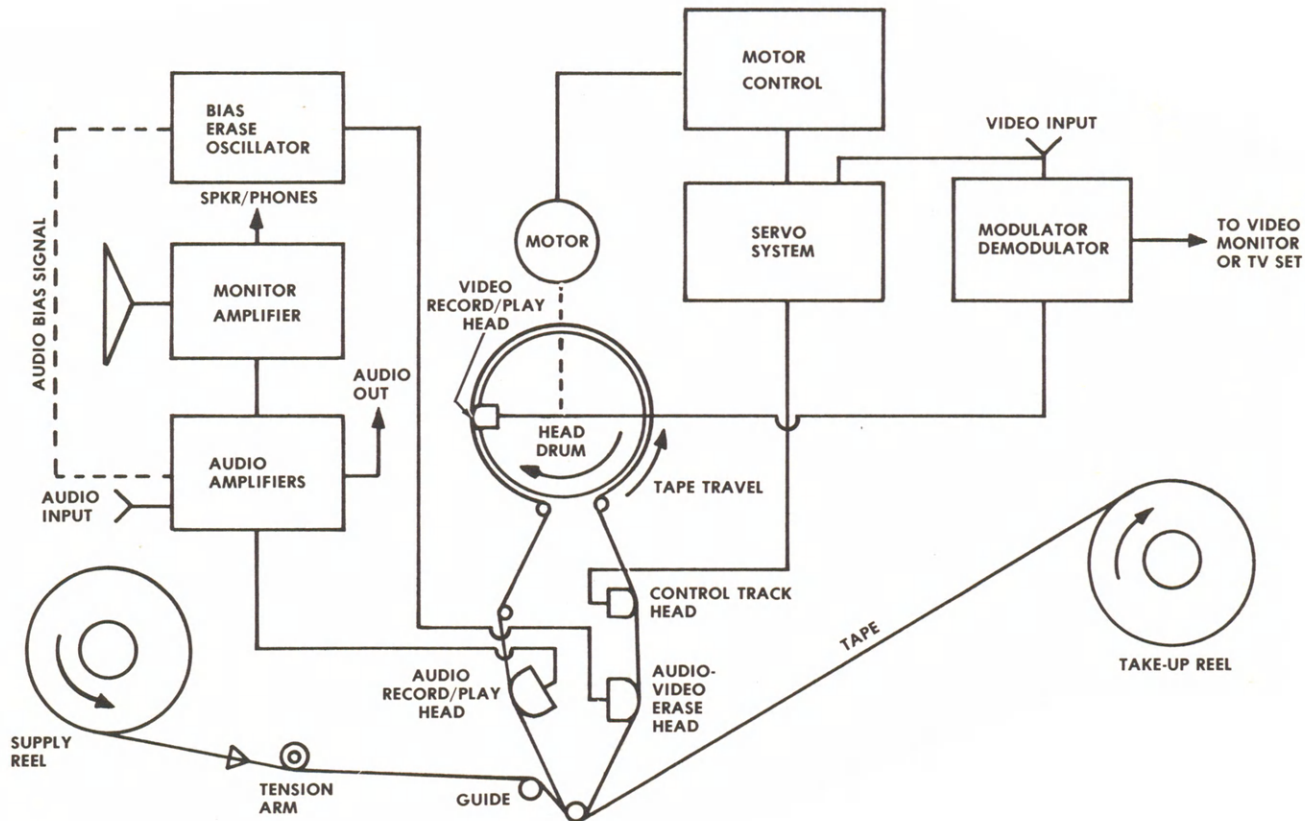 BIAS
ERASE
OSCILLATOR
MOTOR
CONTROL
VIDEO INPUT
SPKR/PHONES
AUDIO BIAS SIGNAL
MONITOR
AMPLIFIER
MOTOR
SERVO
SYSTEM
MODULATOR
DEMODULATOR
TO VIDEO
MONITOR
OR TV SET
VIDEO
RECORD/PLAY
HEAD
AUDIO
OUT
HEAD
DRUM
AUDIO
AMPLIFIERS
AUDIO
INPUT
TAPE TRAVEL
CONTROL TRACK
HEAD
TAPE
TAKE-UP REEL
AUDIO
RECORD/PLAY
HEAD
AUDIO-
VIDEO
ERASE
HEAD
SUPPLY
REEL
TENSION
ARM
GUIDE